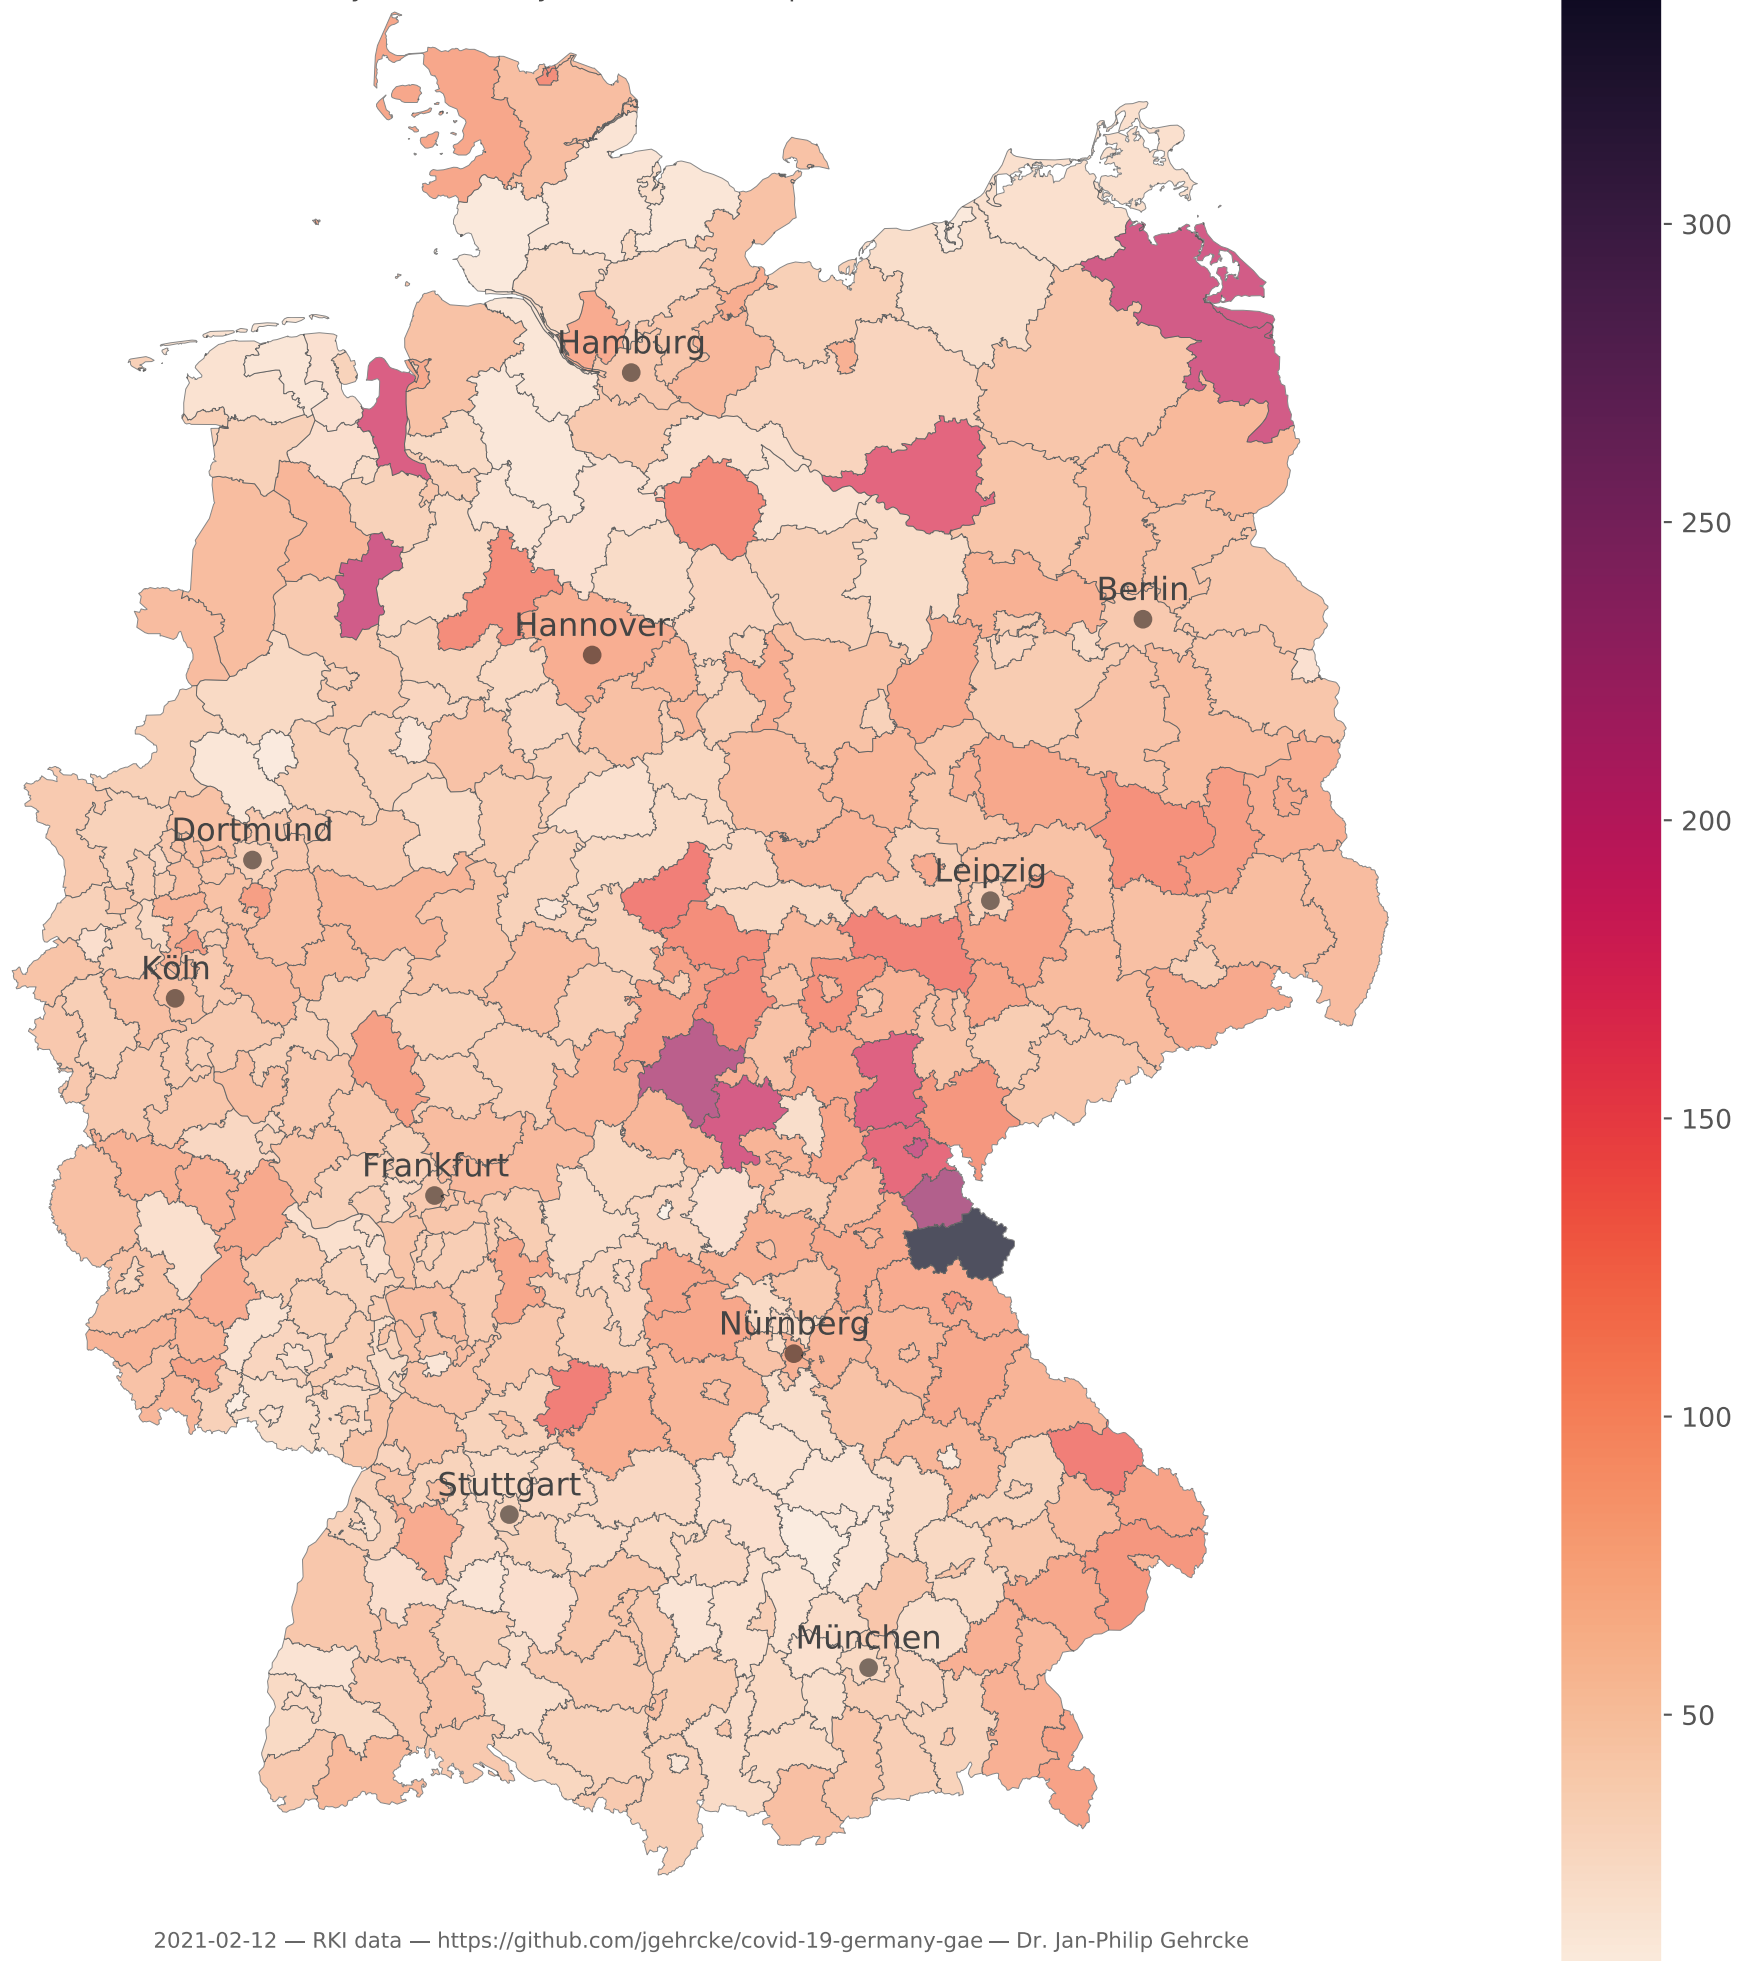 300
Hamburg
250
Berlin
Hannover
200
Dortmund
Leipzig
Köln
150
Frankfurt
Nürnberg
100
Stuttgart
München
50
2021-02-12 — RKI data — https://github.com/jgehrcke/covid-19-germany-gae — Dr. Jan-Philip Gehrcke